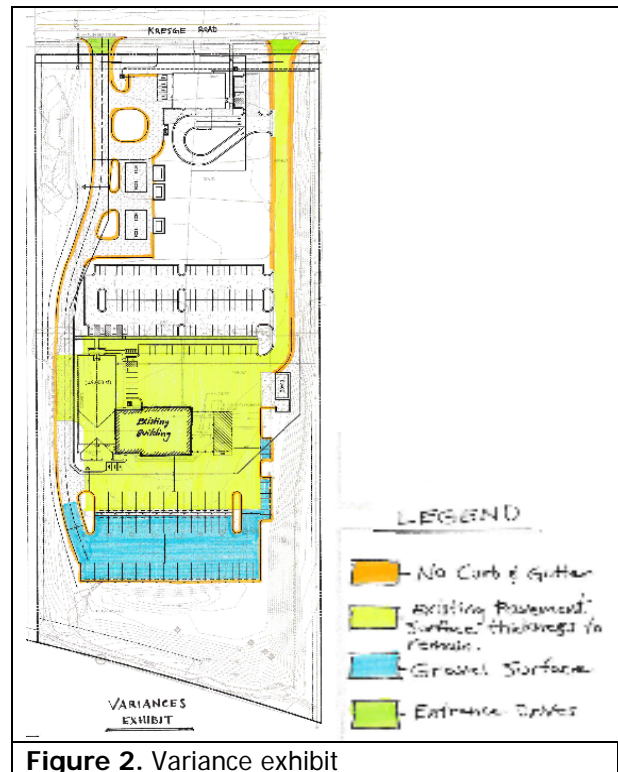 KRESGE ROAD
Existing
Building
VARIANCES
EXHIBIT
LEGEND
No Curb & Gutter
Existing Pavement
Surface thickness to
remain.
Gravel Surface
Entrance Drives
Figure 2. Variance exhibit